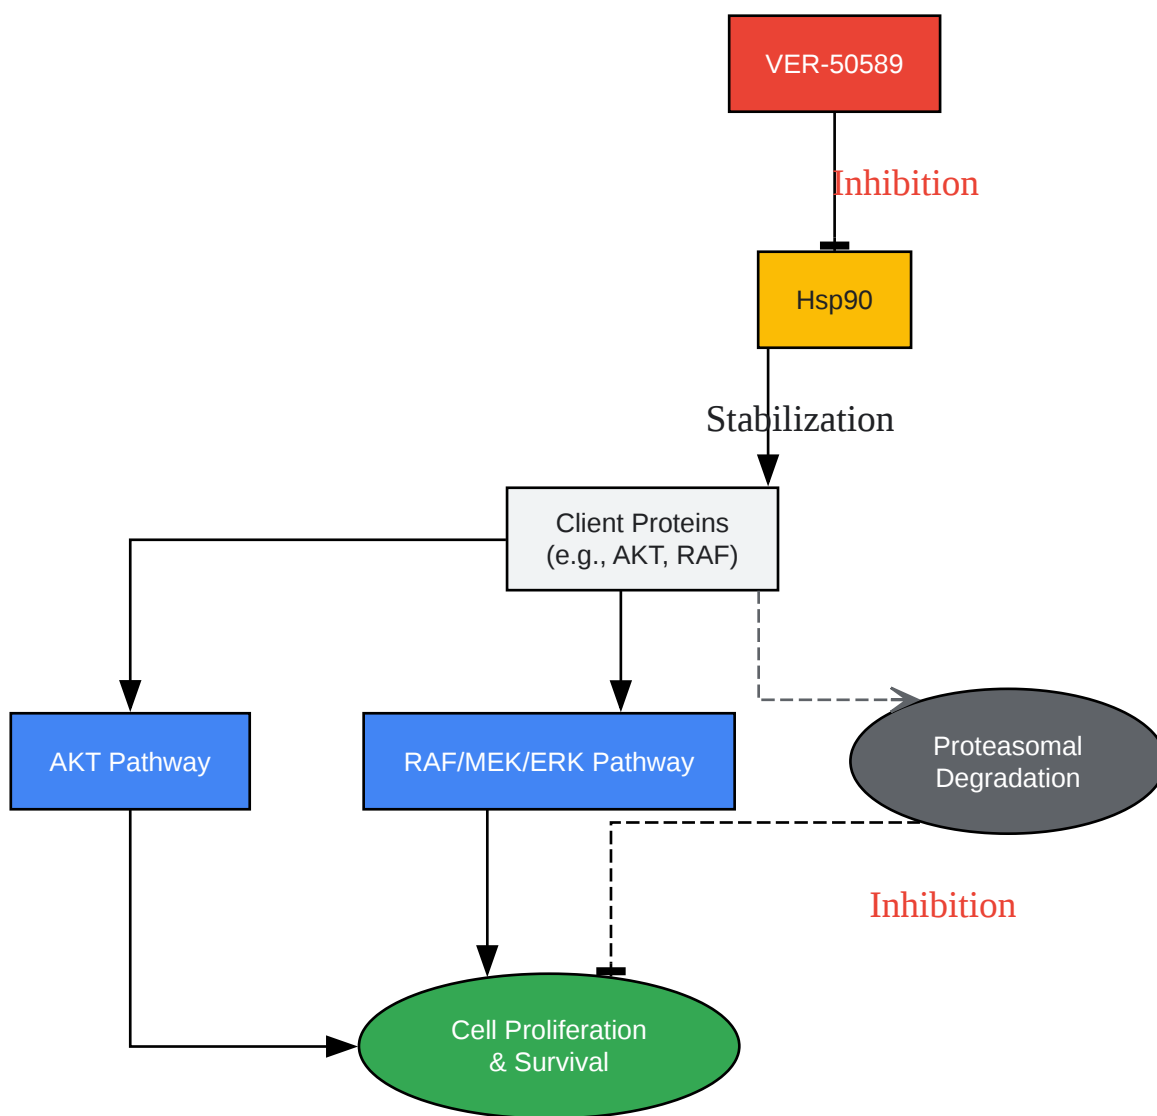 VER-50589
Inhibition
Hsp90
Stabilization
Client Proteins
(e.g., AKT, RAF)
AKT Pathway
RAF/MEK/ERK Pathway
Proteasomal
Degradation
Inhibition
Cell Proliferation
& Survival